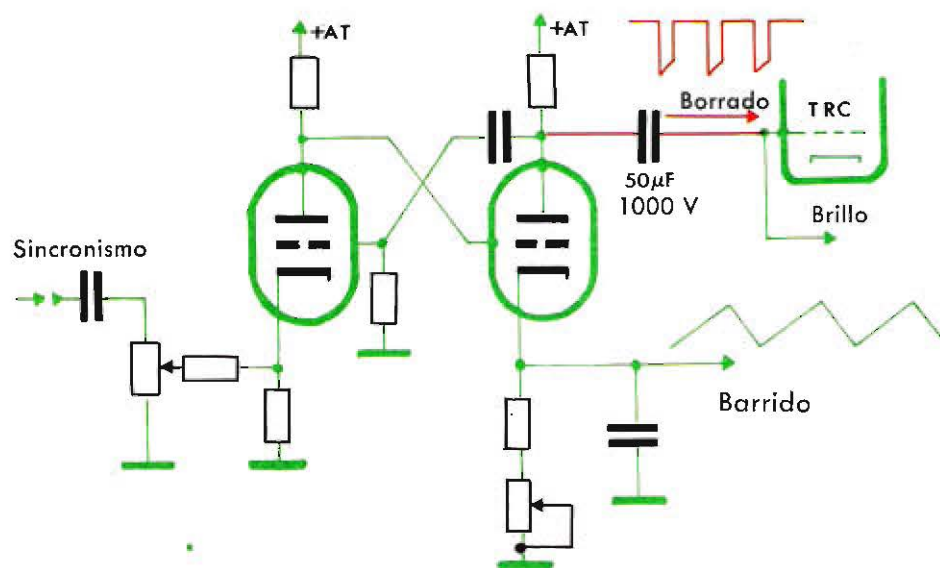 +AT
+AT
Borrado
TRC
50µF
1000 V
Brillo
Sincronismo
Barrido